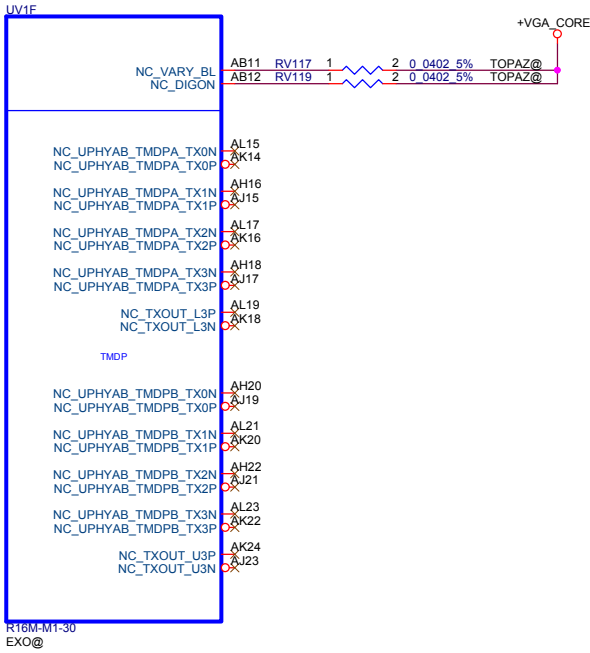 UV1F
+VGA_CORE
NC_VARY_BL AB11 RV117 1 2 0_0402_5% TOPAZ@
NC_DIGON AB12 RV119 1 2 0_0402_5% TOPAZ@
NC_UPHYAB_TMDPA_TX0N AL15
NC_UPHYAB_TMDPA_TX0P AK14
NC_UPHYAB_TMDPA_TX1N AH16
NC_UPHYAB_TMDPA_TX1P AJ15
NC_UPHYAB_TMDPA_TX2N AL17
NC_UPHYAB_TMDPA_TX2P AK16
NC_UPHYAB_TMDPA_TX3N AH18
NC_UPHYAB_TMDPA_TX3P AJ17
NC_TXOUT_L3P AL19
NC_TXOUT_L3N AK18
TMDP
NC_UPHYAB_TMDPB_TX0N AH20
NC_UPHYAB_TMDPB_TX0P AJ19
NC_UPHYAB_TMDPB_TX1N AL21
NC_UPHYAB_TMDPB_TX1P AK20
NC_UPHYAB_TMDPB_TX2N AH22
NC_UPHYAB_TMDPB_TX2P AJ21
NC_UPHYAB_TMDPB_TX3N AL23
NC_UPHYAB_TMDPB_TX3P AK22
NC_TXOUT_U3P AK24
NC_TXOUT_U3N AJ23
R16M-M1-30
EXO@